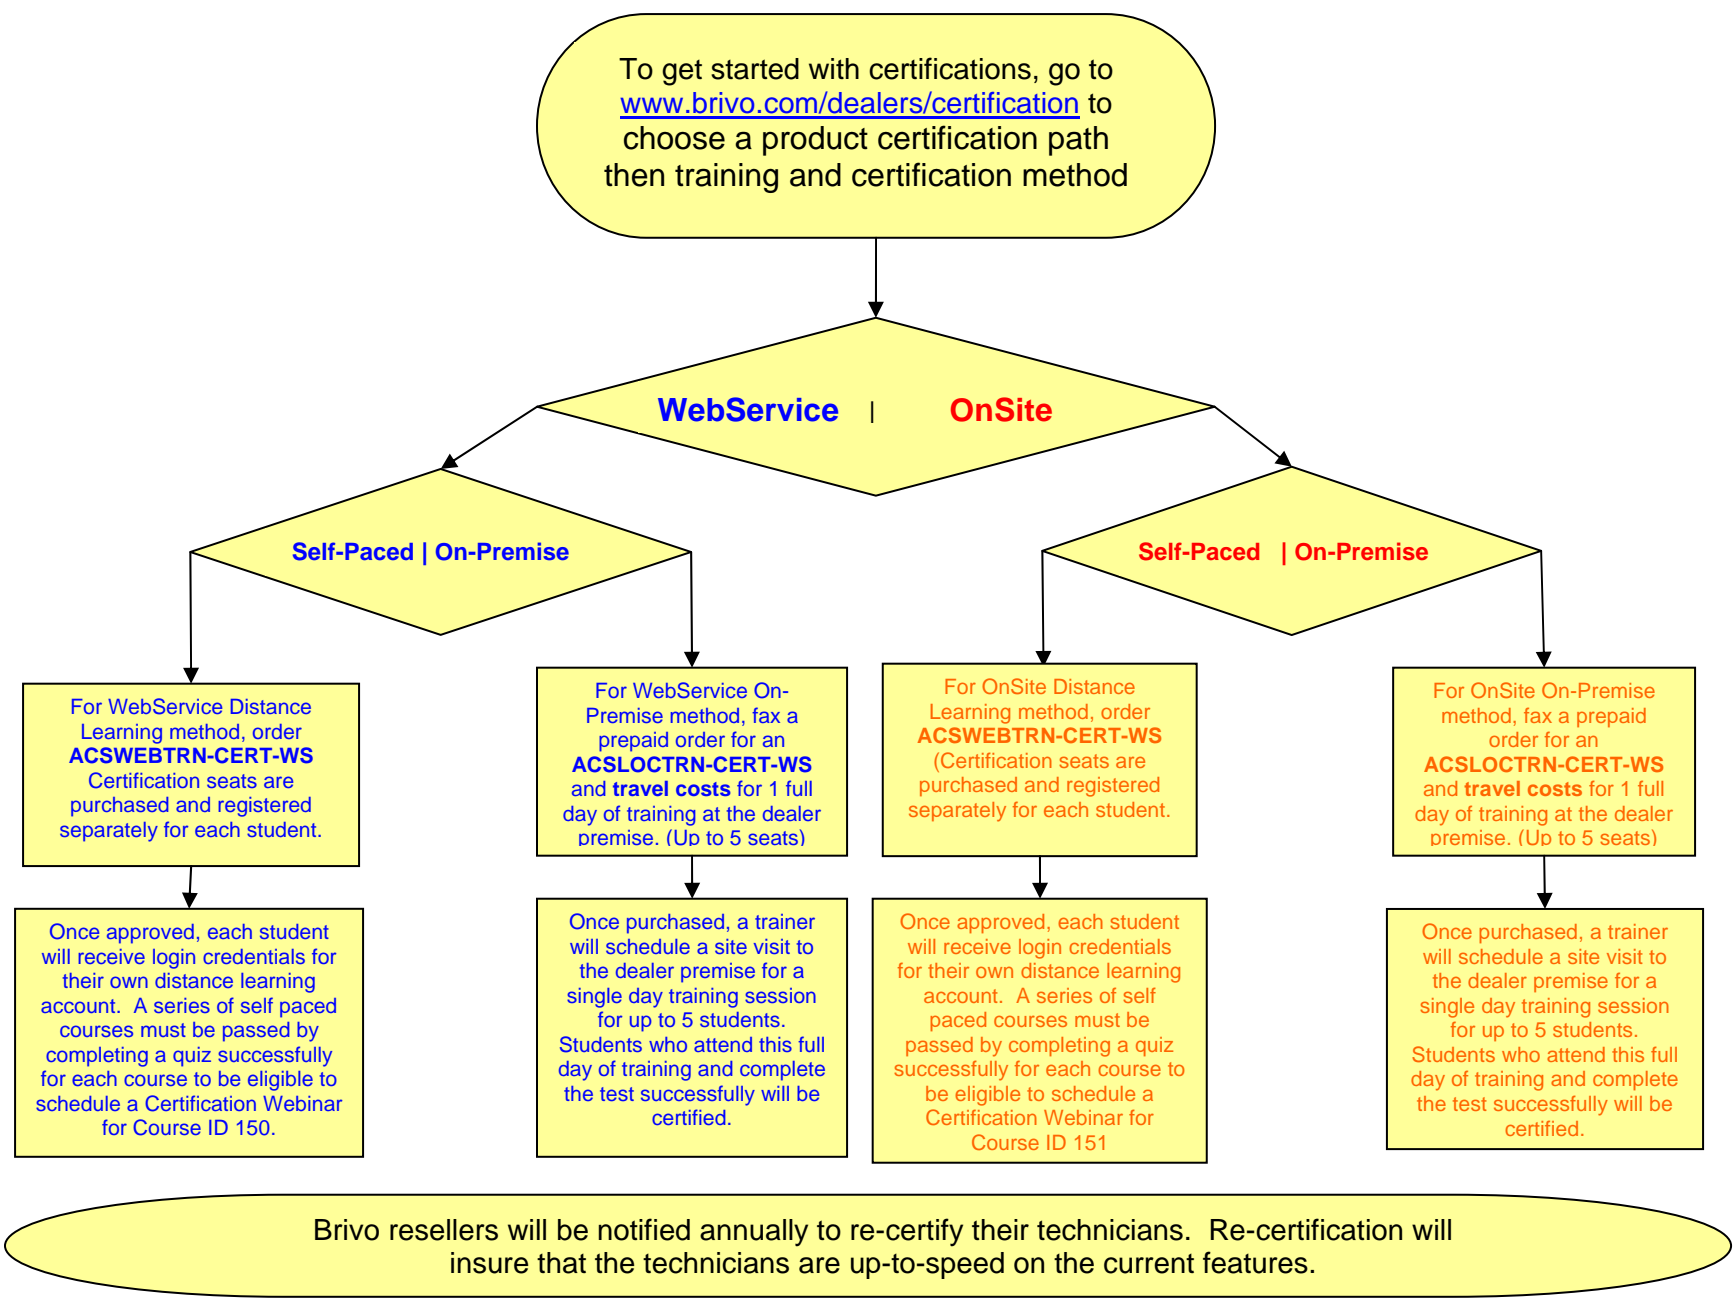 To get started with certifications, go to
www.brivo.com/dealers/certification to
choose a product certification path
then training and certification method
WebService | OnSite
Self-Paced | On-Premise
Self-Paced | On-Premise
For WebService Distance
Learning method, order
ACSWEBTRN-CERT-WS
Certification seats are
purchased and registered
separately for each student.
For WebService On-
Premise method, fax a
prepaid order for an
ACSLOCTRN-CERT-WS
and travel costs for 1 full
day of training at the dealer
premise. (Up to 5 seats)
For OnSite Distance
Learning method, order
ACSWEBTRN-CERT-WS
(Certification seats are
purchased and registered
separately for each student.
For OnSite On-Premise
method, fax a prepaid
order for an
ACSLOCTRN-CERT-WS
and travel costs for 1 full
day of training at the dealer
premise. (Up to 5 seats)
Once approved, each student
will receive login credentials for
their own distance learning
account. A series of self paced
courses must be passed by
completing a quiz successfully
for each course to be eligible to
schedule a Certification Webinar
for Course ID 150.
Once purchased, a trainer
will schedule a site visit to
the dealer premise for a
single day training session
for up to 5 students.
Students who attend this full
day of training and complete
the test successfully will be
certified.
Once approved, each student
will receive login credentials
for their own distance learning
account. A series of self
paced courses must be
passed by completing a quiz
successfully for each course to
be eligible to schedule a
Certification Webinar for
Course ID 151
Once purchased, a trainer
will schedule a site visit to
the dealer premise for a
single day training session
for up to 5 students.
Students who attend this full
day of training and complete
the test successfully will be
certified.
Brivo resellers will be notified annually to re-certify their technicians. Re-certification will
insure that the technicians are up-to-speed on the current features.